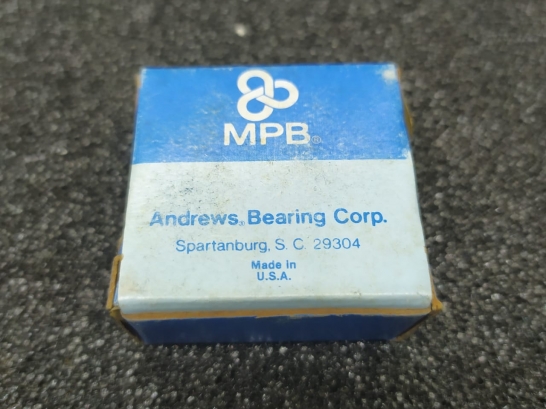 MPB®
Andrews® Bearing Corp.
Spartanburg, S. C. 29304
Made in
U.S.A.